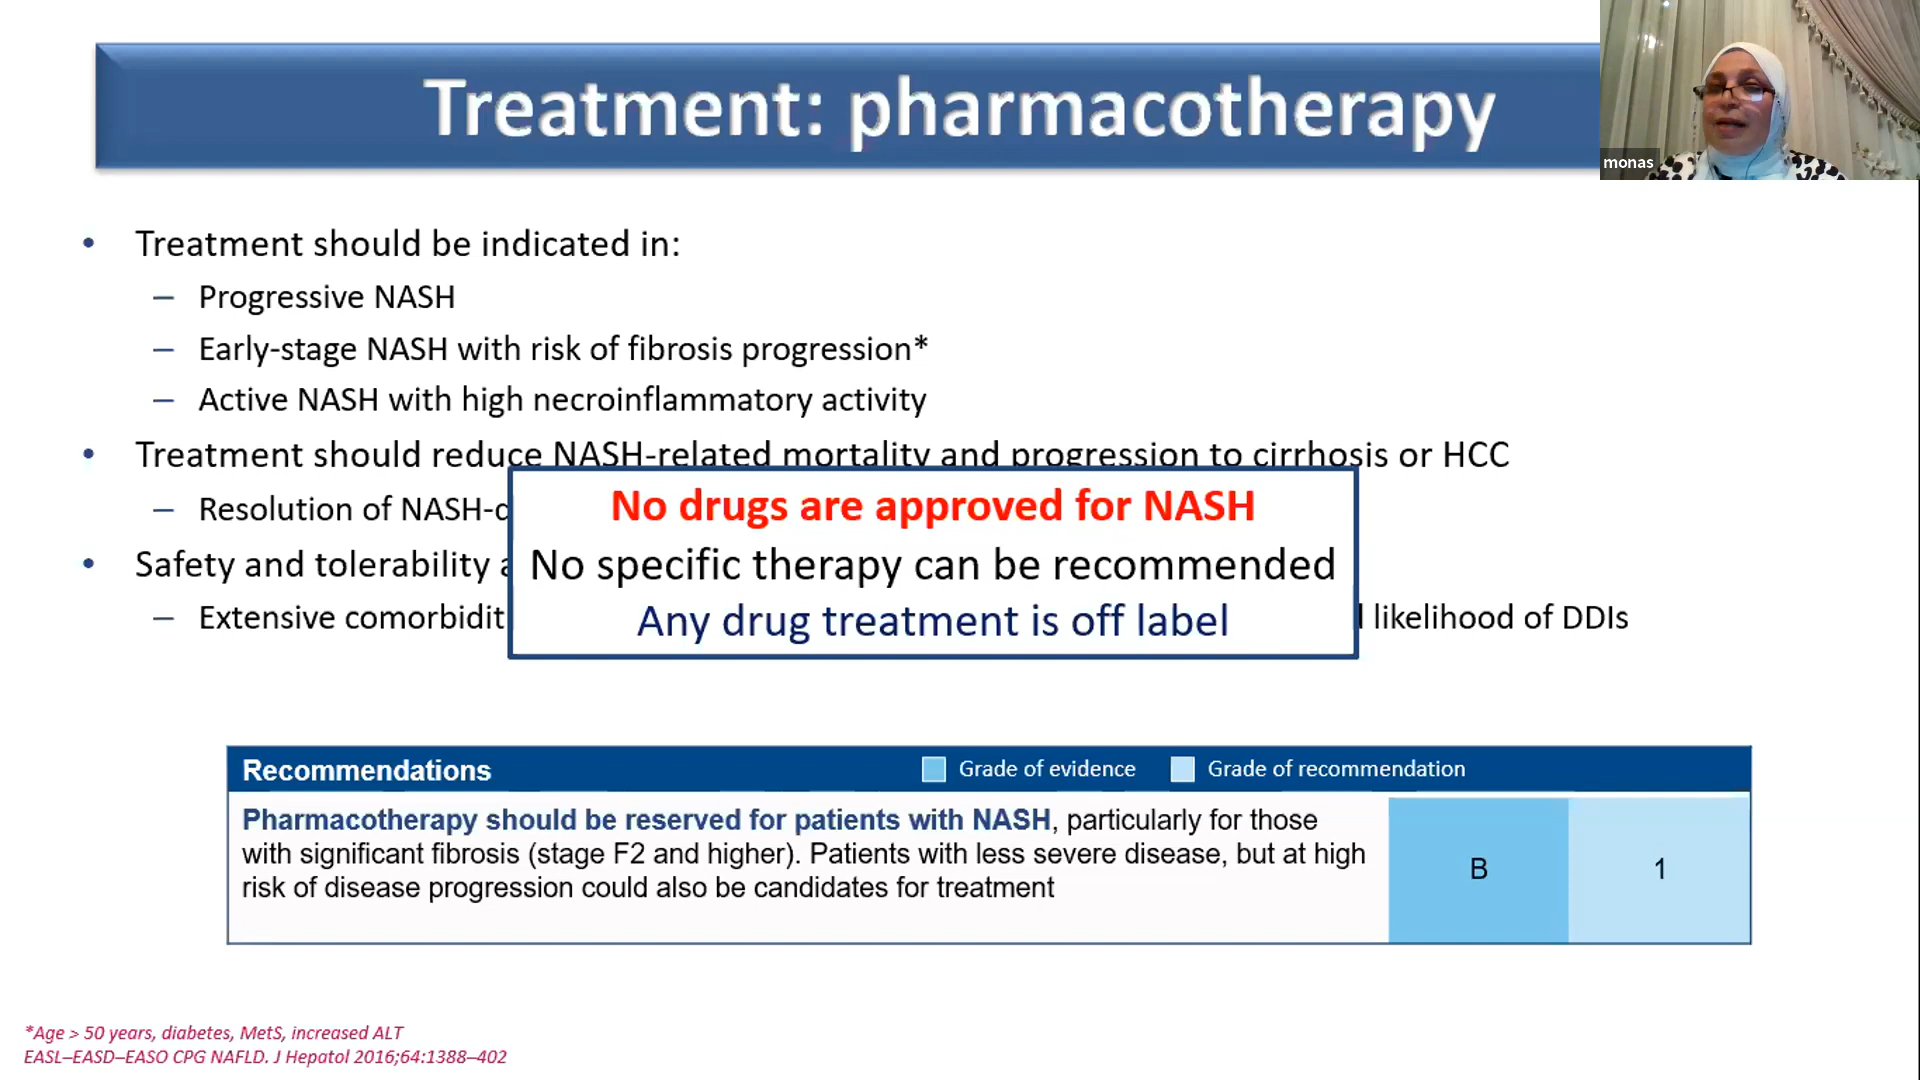 Treatment: pharmacotherapy
monas
• Treatment should be indicated in:
– Progressive NASH
– Early-stage NASH with risk of fibrosis progression*
– Active NASH with high necroinflammatory activity
• Treatment should reduce NASH-related mortality and progression to cirrhosis or HCC
– Resolution of NASH-
• Safety and tolerability
– Extensive comorbidit
likelihood of DDIs
No drugs are approved for NASH
No specific therapy can be recommended
Any drug treatment is off label
Recommendations
Grade of evidence
Grade of recommendation
Pharmacotherapy should be reserved for patients with NASH, particularly for those
with significant fibrosis (stage F2 and higher). Patients with less severe disease, but at high
risk of disease progression could also be candidates for treatment
B
1
*Age > 50 years, diabetes, MetS, increased ALT
EASL–EASD–EASO CPG NAFLD. J Hepatol 2016;64:1388–402